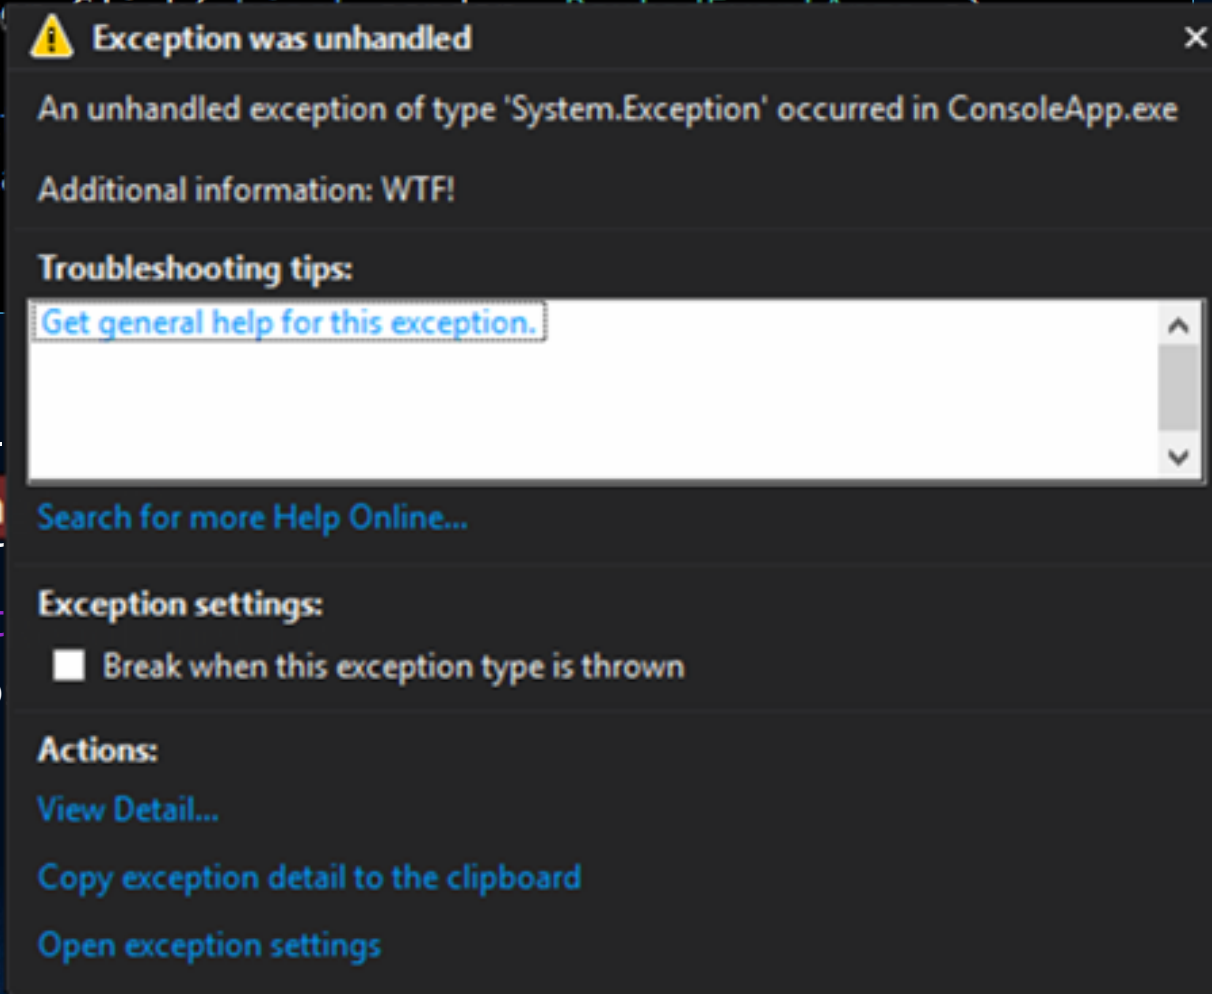 Exception was unhandled
An unhandled exception of type 'System.Exception' occurred in ConsoleApp.exe
Additional information: WTF!
Troubleshooting tips:
Get general help for this exception.
Search for more Help Online...
Exception settings:
Break when this exception type is thrown
Actions:
View Detail...
Copy exception detail to the clipboard
Open exception settings